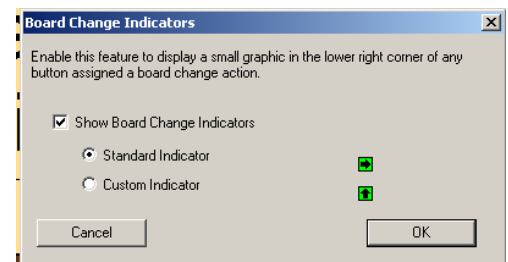 Board Change Indicators
Enable this feature to display a small graphic in the lower right corner of any
button assigned a board change action.
Show Board Change Indicators
Standard Indicator
Custom Indicator
Cancel OK